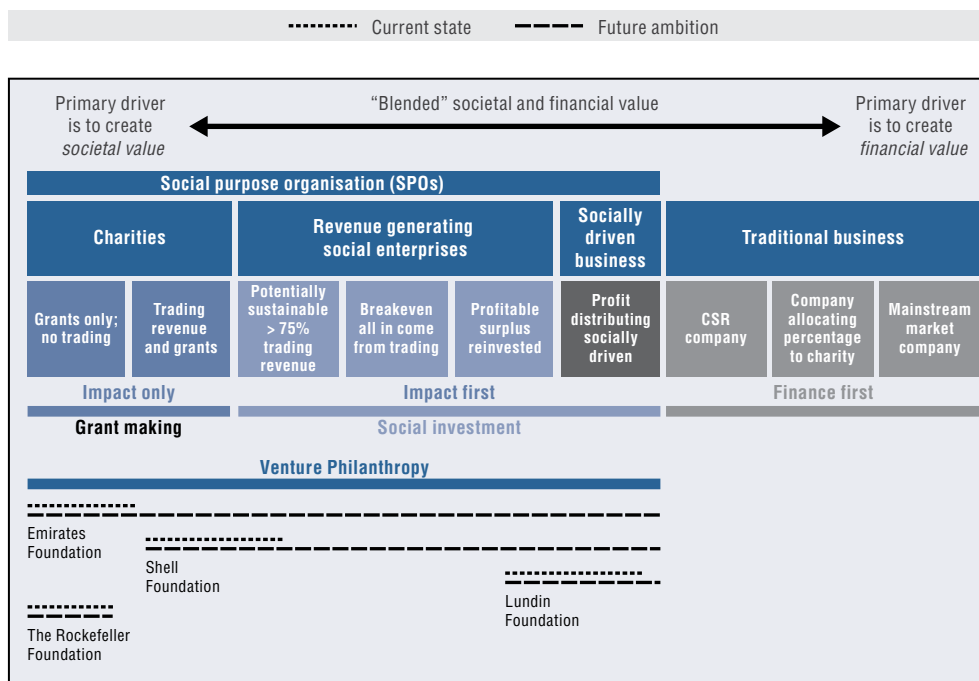 Current state
Future ambition
Primary driver
is to create
societal value
“Blended” societal and financial value
Primary driver
is to create
financial value
Social purpose organisation (SPOs)
Charities
Revenue generating
social enterprises
Socially
driven
business
Traditional business
Grants only;
no trading
Trading
revenue
and grants
Potentially
sustainable
> 75%
trading
revenue
Breakeven
all in come
from trading
Profitable
surplus
reinvested
Profit
distributing
socially
driven
CSR
company
Company
allocating
percentage
to charity
Mainstream
market
company
Impact only
Impact first
Finance first
Grant making
Social investment
Venture Philanthropy
Emirates
Foundation
Shell
Foundation
Lundin
Foundation
The Rockefeller
Foundation